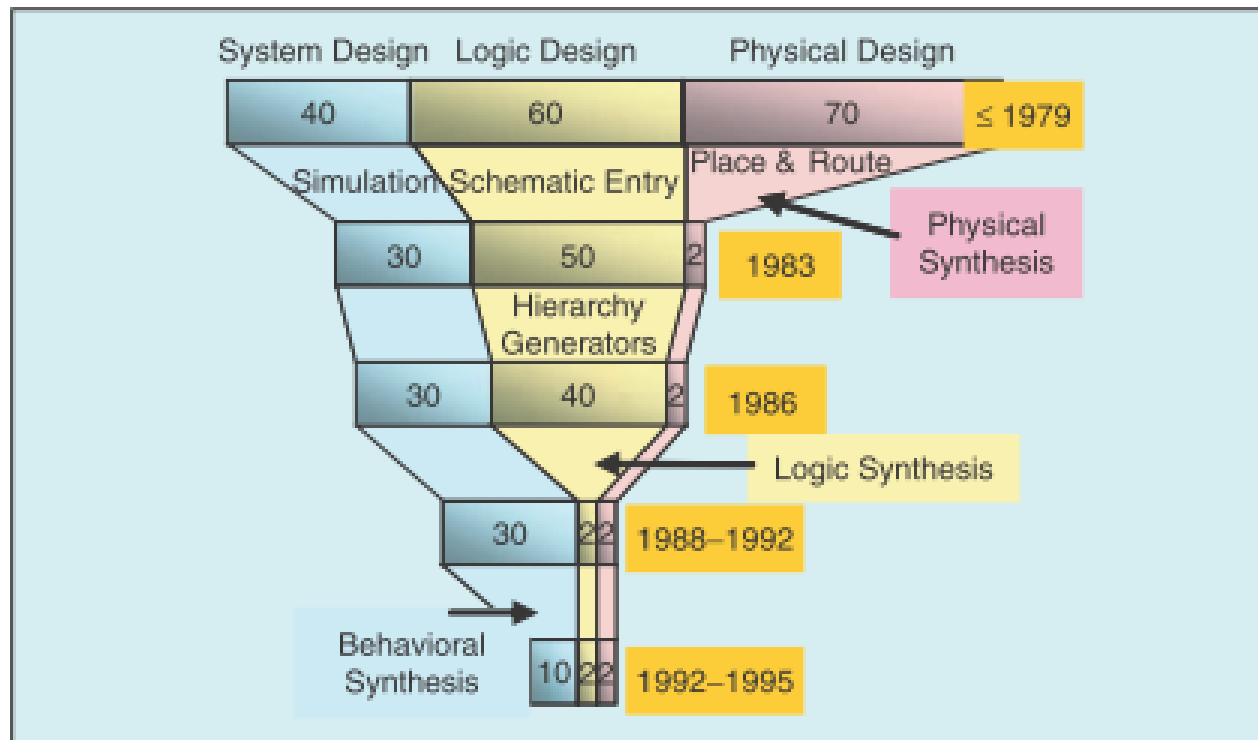 System Design Logic Design Physical Design
40 60 70 ≤ 1979
Simulation Schematic Entry Place & Route
Physical
Synthesis
30 50 2 1983
Hierarchy
Generators
30 40 2 1986
Logic Synthesis
30 2 2 1988–1992
Behavioral
Synthesis
10 2 2 1992–1995